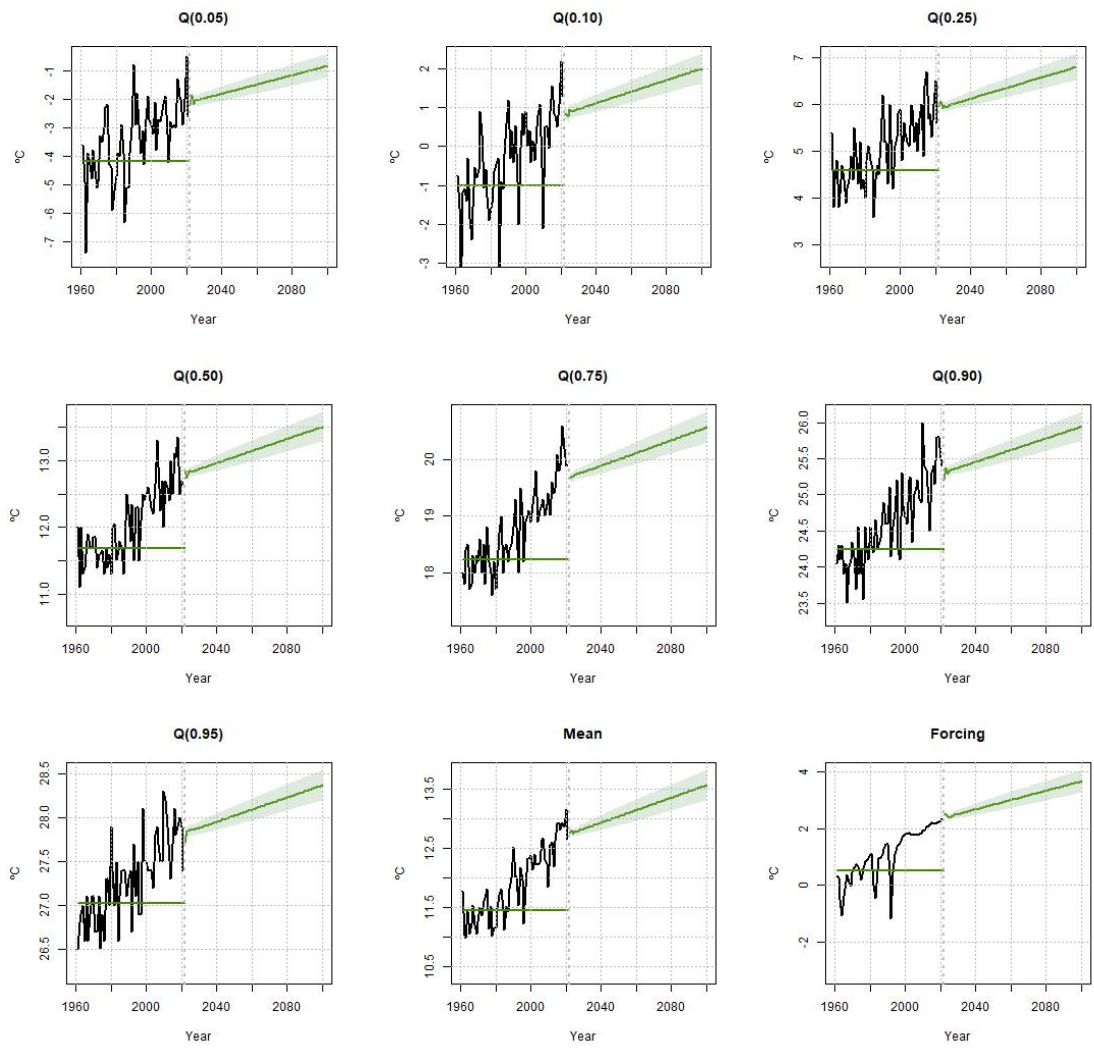 Q(0.05) Q(0.10) Q(0.25)
ºC -1 -2 -3 -4 -5 -6 -7
ºC 2 1 0 -1 -2 -3
ºC 7 6 5 4 3
1960 2000 2040 2080 1960 2000 2040 2080 1960 2000 2040 2080
Year Year Year
Q(0.50) Q(0.75) Q(0.90)
ºC 13.0 12.0 11.0
ºC 20 19 18
ºC 26.0 25.5 25.0 24.5 24.0 23.5
1960 2000 2040 2080 1960 2000 2040 2080 1960 2000 2040 2080
Year Year Year
Q(0.95) Mean Forcing
ºC 28.5 28.0 27.5 27.0 26.5
ºC 13.5 12.5 11.5 10.5
ºC 4 2 0 -2
1960 2000 2040 2080 1960 2000 2040 2080 1960 2000 2040 2080
Year Year Year